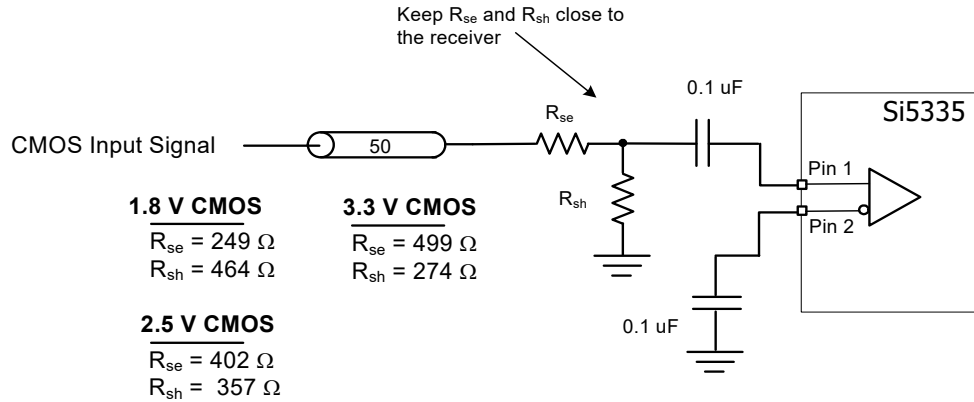 Keep Rse and Rsh close to
the receiver
0.1 uF
Si5335
Rse
CMOS Input Signal
50
Pin 1
Rsh
Pin 2
1.8 V CMOS
Rse = 249 Ω
Rsh = 464 Ω
3.3 V CMOS
Rse = 499 Ω
Rsh = 274 Ω
0.1 uF
2.5 V CMOS
Rse = 402 Ω
Rsh = 357 Ω